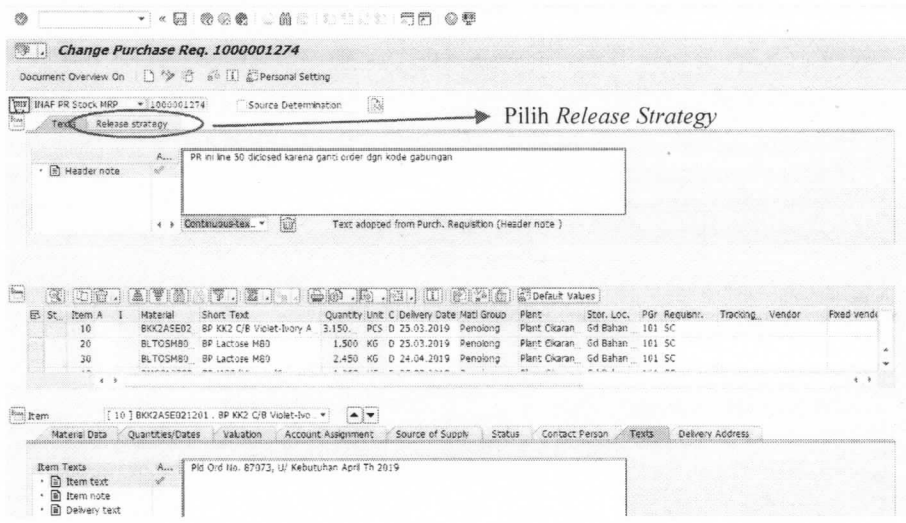 Change Purchase Req. 1000001274
Document Overview On Personal Setting
INAF PR Stock MRP 1000001274 Source Determination
Texts Release strategy
Pilih Release Strategy
A... PR ini line 50 diclosed karena ganti order dgn kode gabungan
Header note
Continuous-tex... Text adopted from Purch. Requisition (Header note )
Default Values
St... Item A I Material Short Text Quantity Unit C Delivery Date Matl Group Plant Stor. Loc. PGr Requisnr. Tracking... Vendor Fixed vende
10 BKK2ASE02 BP KK2 C/B Violet-Ivory A 3.150... PCS D 25.03.2019 Penolong Plant Cikaran... Gd Bahan ... 101 SC
20 BLTOSM80... BP Lactose M80 1.500 KG D 25.03.2019 Penolong Plant Cikaran... Gd Bahan ... 101 SC
30 BLTOSM80... BP Lactose M80 2.450 KG D 24.04.2019 Penolong Plant Cikaran... Gd Bahan ... 101 SC
Item [ 10 ] BKK2ASE021201 . BP KK2 C/B Violet-Ivo...
Material Data Quantities/Dates Valuation Account Assignment Source of Supply Status Contact Person Texts Delivery Address
Item Texts A... Pld Ord No. 87073, U/ Kebutuhan April Th 2019
Item text
Item note
Delivery text